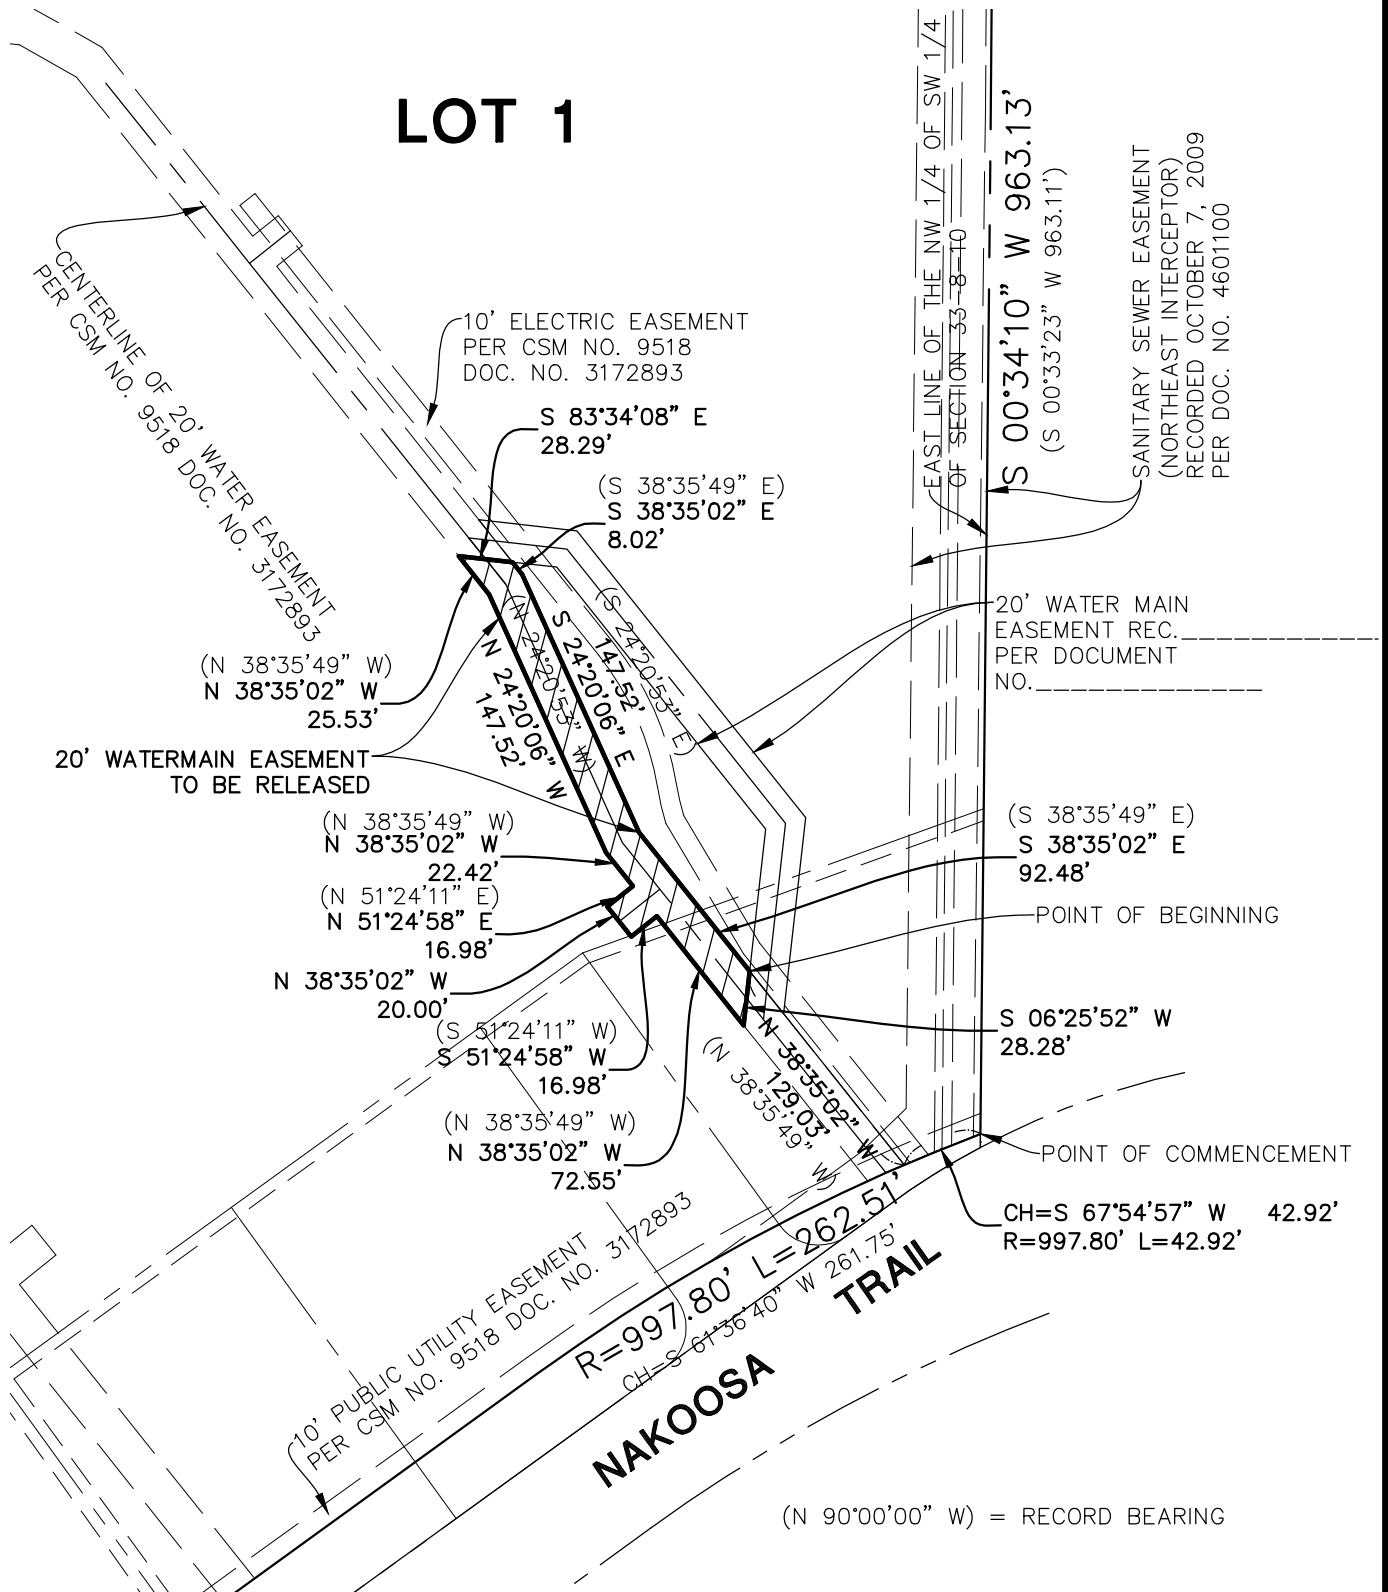 LOT 1
EAST LINE OF THE NW 1/4 OF SW 1/4
OF SECTION 33-8-10
S 00°34'10" W 963.13'
(S 00°33'23" W 963.11')
SANITARY SEWER EASEMENT
(NORTHEAST INTERCEPTOR)
RECORDED OCTOBER 7, 2009
PER DOC. NO. 4601100
CENTERLINE OF 20' WATER EASEMENT
PER CSM NO. 9518 DOC. NO. 3172893
10' ELECTRIC EASEMENT
PER CSM NO. 9518
DOC. NO. 3172893
S 83°34'08" E
28.29'
(S 38°35'49" E)
S 38°35'02" E
8.02'
20' WATER MAIN
EASEMENT REC.______________
PER DOCUMENT
NO._____________
(S 24°20'53" E)
147.52'
S 24°20'06" E
(N 24°20'53" W)
N 24°20'06" W
147.52'
(N 38°35'49" W)
N 38°35'02" W
25.53'
20' WATERMAIN EASEMENT
TO BE RELEASED
(N 38°35'49" W)
N 38°35'02" W
22.42'
(N 51°24'11" E)
N 51°24'58" E
16.98'
N 38°35'02" W
20.00'
(S 51°24'11" W)
S 51°24'58" W
16.98'
(N 38°35'49" W)
N 38°35'02" W
72.55'
(S 38°35'49" E)
S 38°35'02" E
92.48'
POINT OF BEGINNING
S 06°25'52" W
28.28'
N 38°35'02" W
129.03'
(N 38°35'49" W)
POINT OF COMMENCEMENT
CH=S 67°54'57" W 42.92'
R=997.80' L=42.92'
R=997.80' L=262.51'
CH=S 61°36'40" W 261.75'
NAKOOSA TRAIL
10' PUBLIC UTILITY EASEMENT
PER CSM NO. 9518 DOC. NO. 3172893
(N 90°00'00" W) = RECORD BEARING